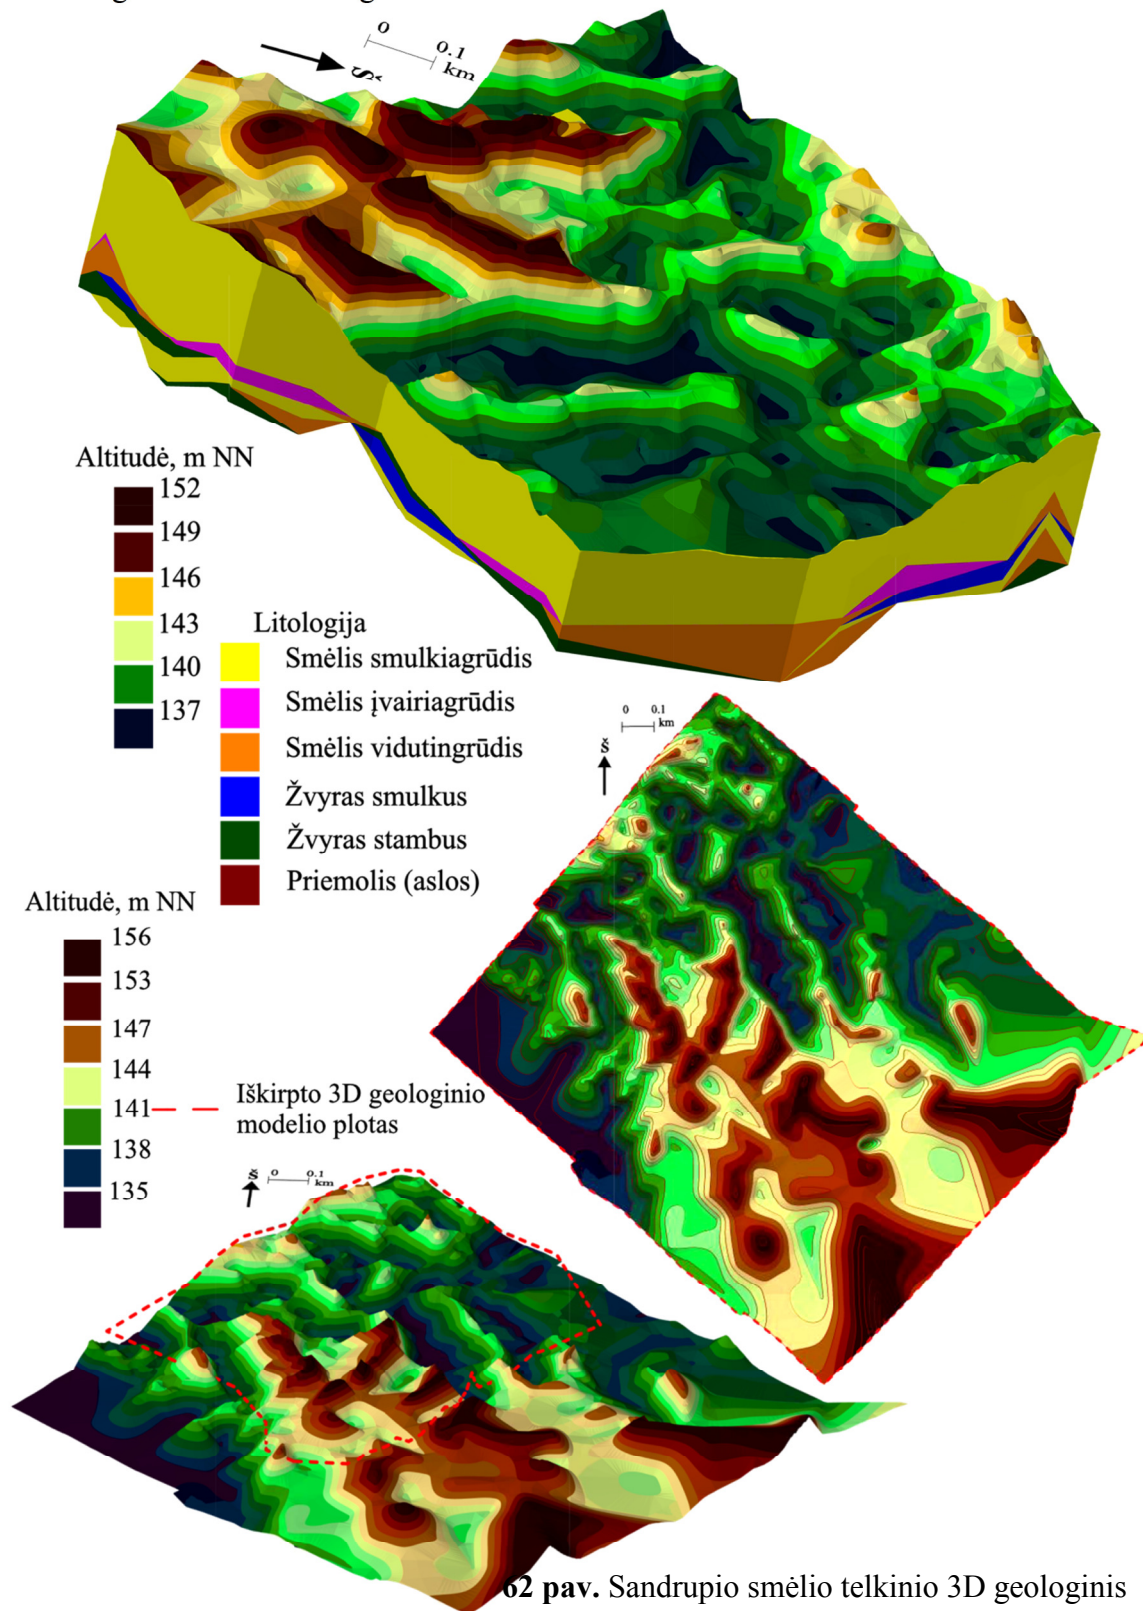 0
0.1
km
Š
Altitudė, m NN
152
149
146
143
140
137
Litologija
Smėlis smulkiagrūdis
Smėlis įvairiagrūdis
Smėlis vidutingrūdis
Žvyras smulkus
Žvyras stambus
Priemolis (aslos)
0 0.1
km
š
Altitudė, m NN
156
153
147
144
141
138
135
Iškirpto 3D geologinio
modelio plotas
š 0 0.1
km
62 pav. Sandrupio smėlio telkinio 3D geologinis